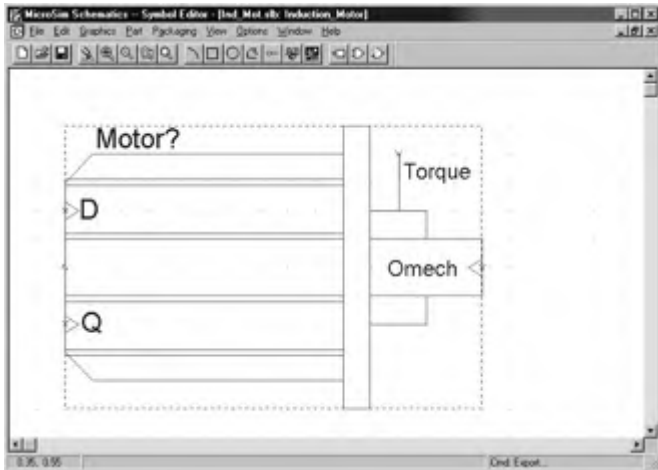 MicroSim Schematics -- Symbol Editor - [Ind_Mot.slb: Induction_Motor]
File Edit Graphics Part Packaging View Options Window Help
Motor?
Torque
D
Omech
Q
0.35, 0.55 Cmd: Export...